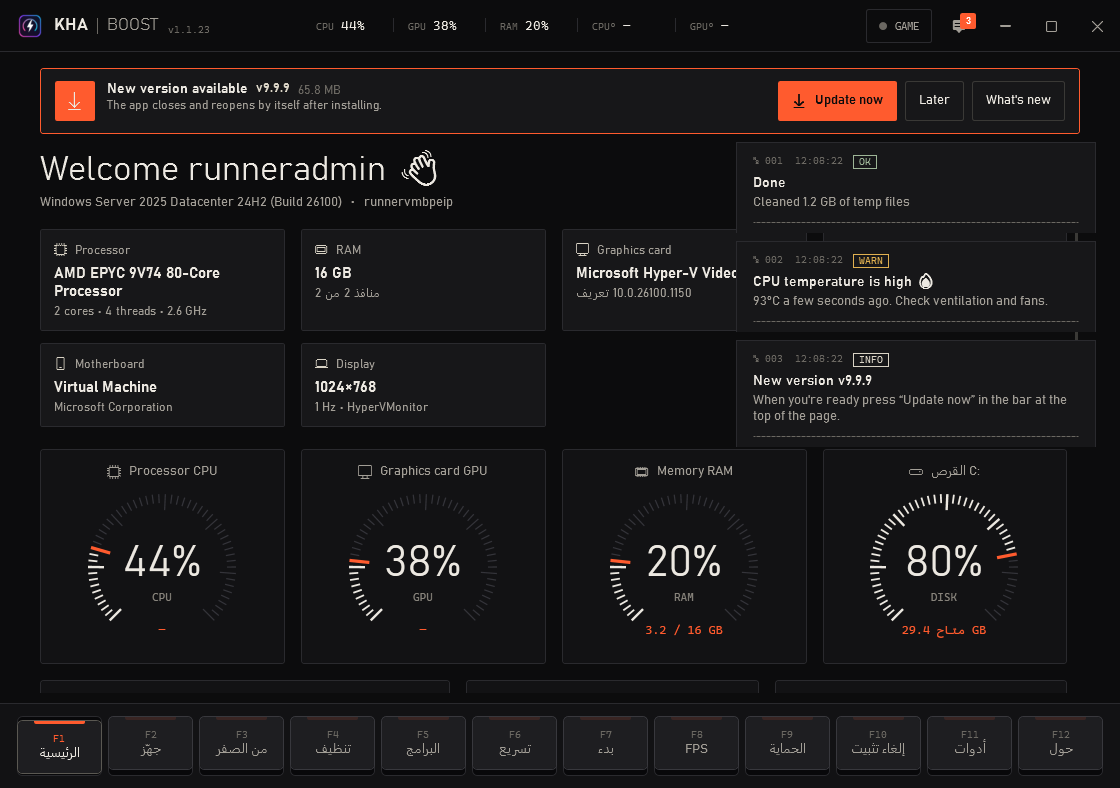 KHA | BOOST v1.1.23
CPU 44% GPU 38% RAM 20% CPU° — GPU° —
GAME
3
New version available v9.9.9 65.8 MB
The app closes and reopens by itself after installing.
Update now
Later
What's new
Welcome runneradmin
Windows Server 2025 Datacenter 24H2 (Build 26100) • runnervmbpeip
Processor
AMD EPYC 9V74 80-Core
Processor
2 cores • 4 threads • 2.6 GHz
RAM
16 GB
2 منافذ 2 من
Graphics card
Microsoft Hyper-V Video
تعريف 10.0.26100.1150
Motherboard
Virtual Machine
Microsoft Corporation
Display
1024×768
1 Hz • HyperVMonitor
001 12:08:22 OK
Done
Cleaned 1.2 GB of temp files
002 12:08:22 WARN
CPU temperature is high
93°C a few seconds ago. Check ventilation and fans.
003 12:08:22 INFO
New version v9.9.9
When you're ready press “Update now” in the bar at the
top of the page.
Processor CPU
44%
CPU
—
Graphics card GPU
38%
GPU
—
Memory RAM
20%
RAM
3.2 / 16 GB
القرص C:
80%
DISK
29.4 متاح GB
F1
الرئيسية
F2
جهّز
F3
من الصفر
F4
تنظيف
F5
البرامج
F6
تسريع
F7
بدء
F8
FPS
F9
الحماية
F10
إلغاء تثبيت
F11
أدوات
F12
حول